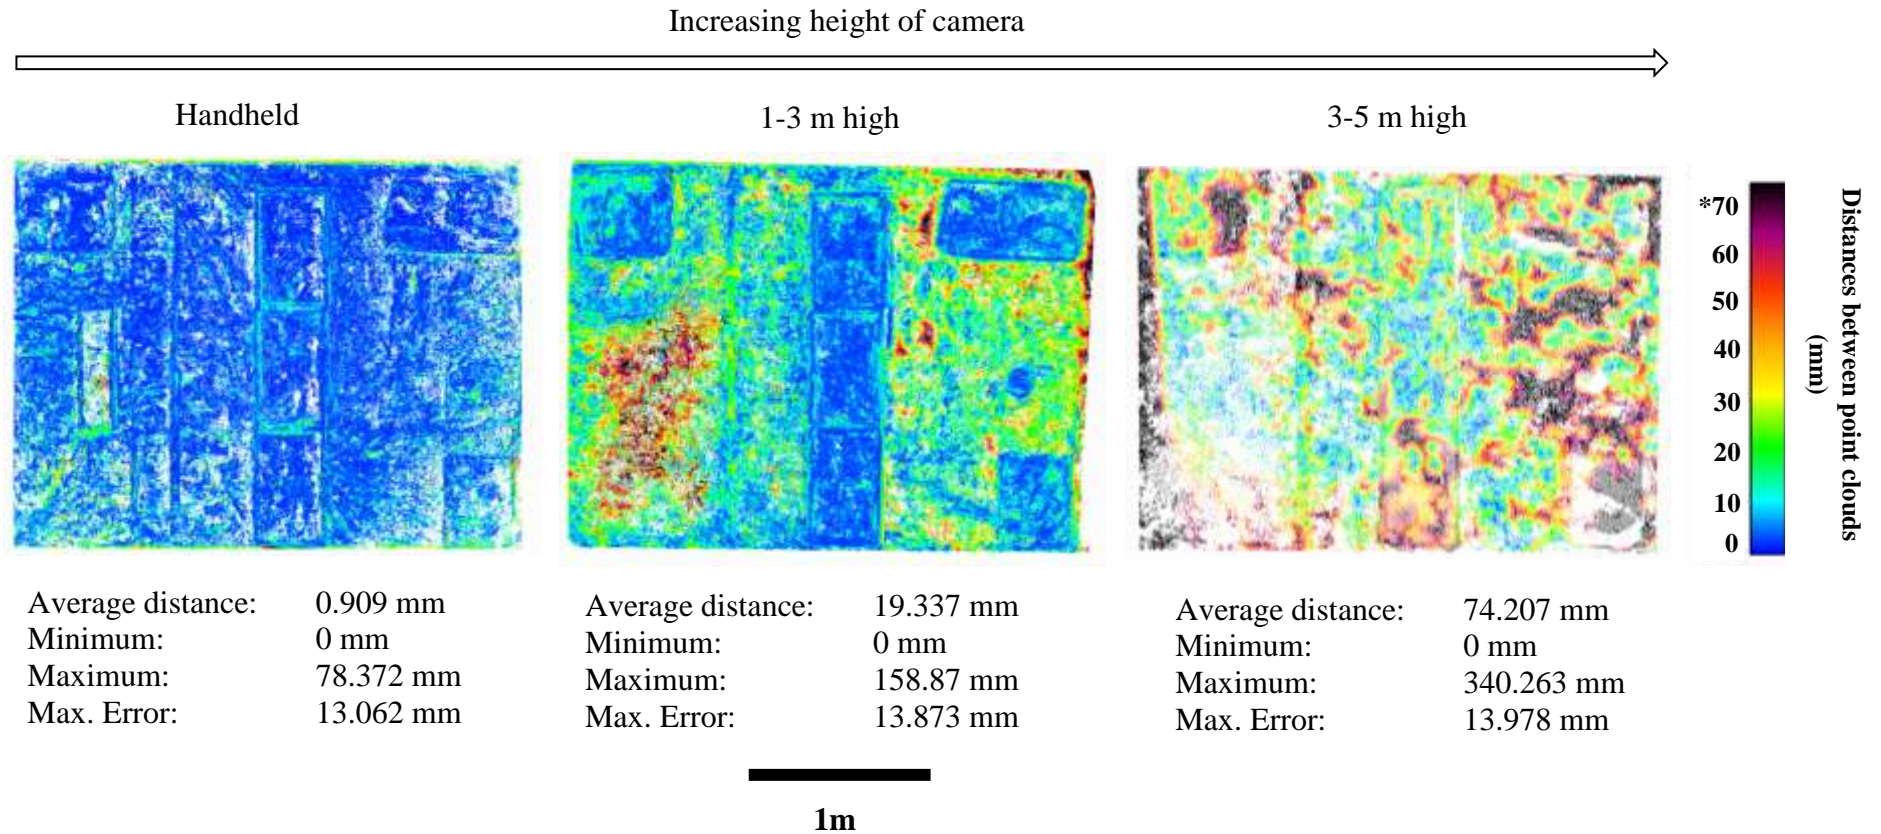 Increasing height of camera
Handheld
1-3 m high
3-5 m high
*70
60
50
40
30
20
10
0
Distances between point clouds
(mm)
Average distance: 0.909 mm
Minimum: 0 mm
Maximum: 78.372 mm
Max. Error: 13.062 mm
Average distance: 19.337 mm
Minimum: 0 mm
Maximum: 158.87 mm
Max. Error: 13.873 mm
Average distance: 74.207 mm
Minimum: 0 mm
Maximum: 340.263 mm
Max. Error: 13.978 mm
1m